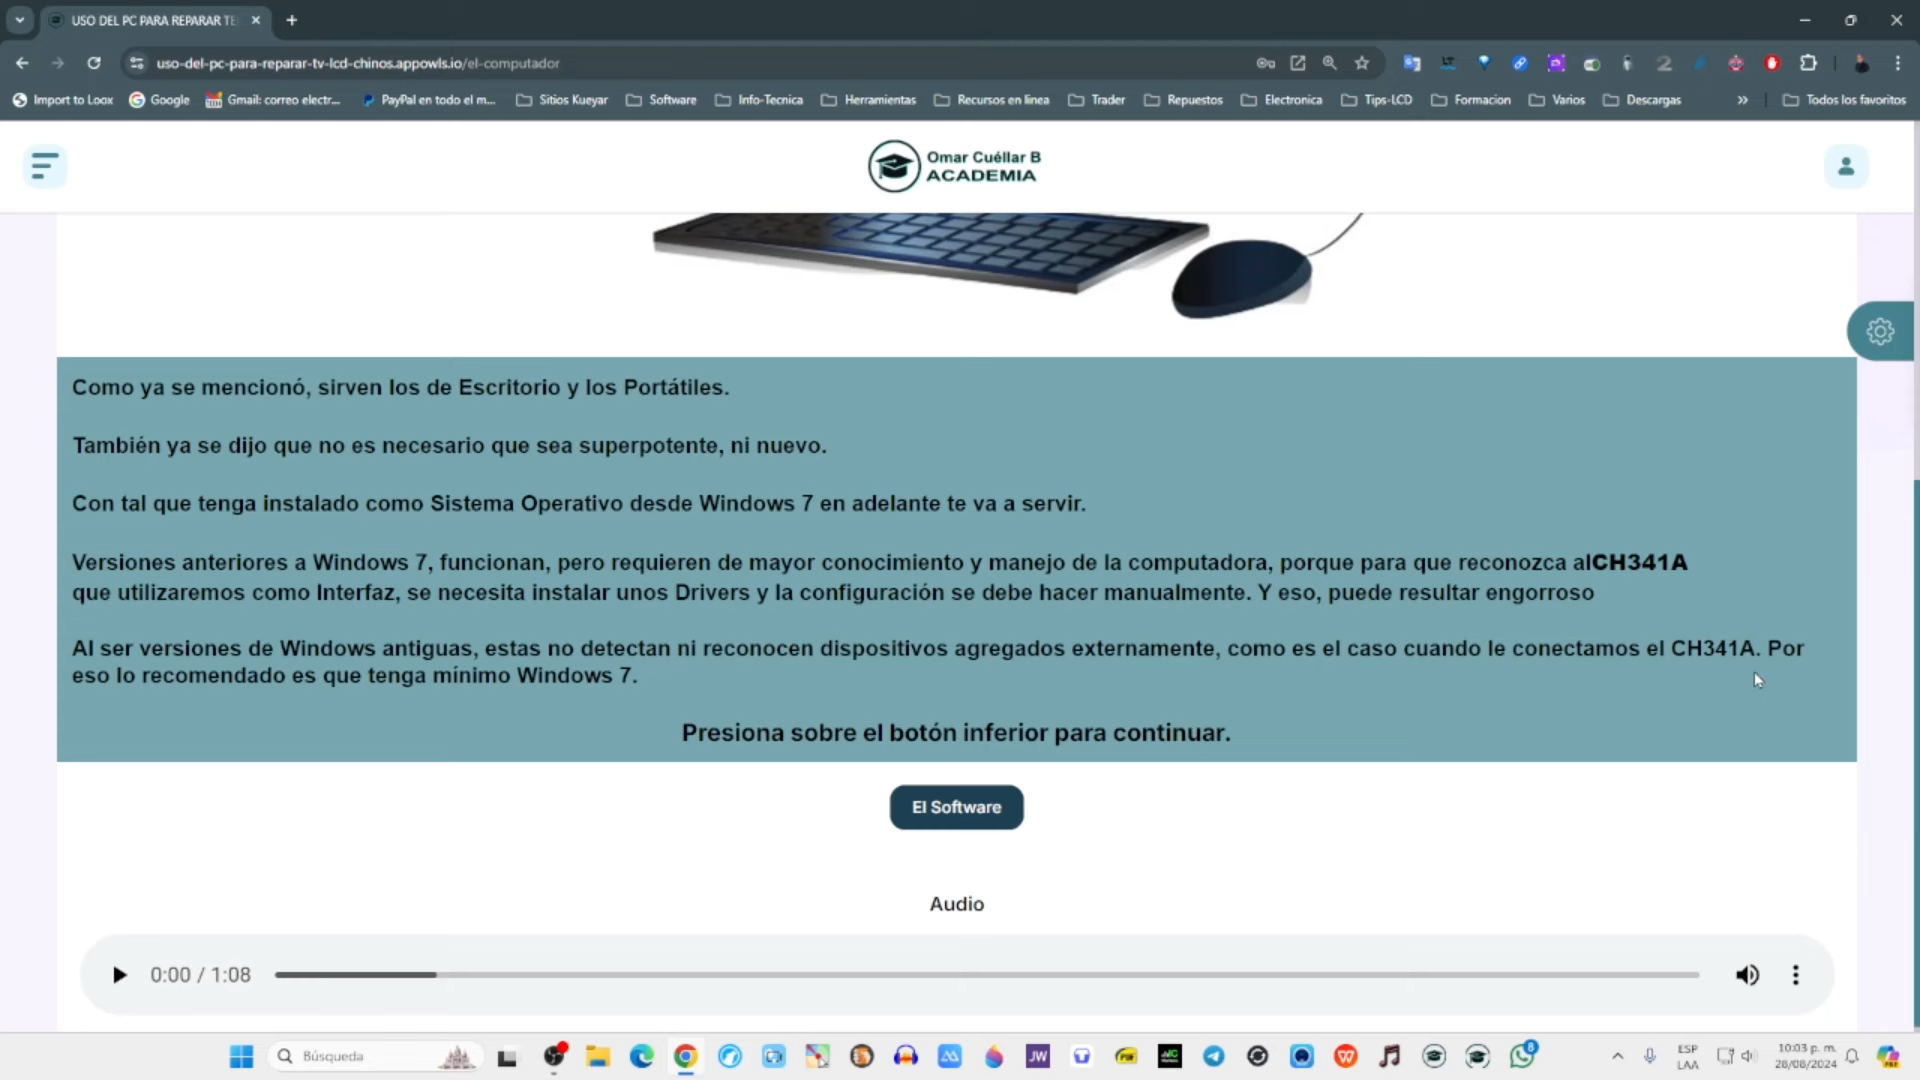 USO DEL PC PARA REPARAR TE
uso-del-pc-para-reparar-tv-lcd-chinos.appowls.io/el-computador
Import to Loox
Google
Gmail: correo electr...
PayPal en todo el m...
Sitios Kueyar
Software
Info-Tecnica
Herramientas
Recursos en linea
Trader
Repuestos
Electronica
Tips-LCD
Formacion
Varios
Descargas
Todos los favoritos
Omar Cuéllar B
ACADEMIA
Como ya se mencionó, sirven los de Escritorio y los Portátiles.
También ya se dijo que no es necesario que sea superpotente, ni nuevo.
Con tal que tenga instalado como Sistema Operativo desde Windows 7 en adelante te va a servir.
Versiones anteriores a Windows 7, funcionan, pero requieren de mayor conocimiento y manejo de la computadora, porque para que reconozca alCH341A
que utilizaremos como Interfaz, se necesita instalar unos Drivers y la configuración se debe hacer manualmente. Y eso, puede resultar engorroso
Al ser versiones de Windows antiguas, estas no detectan ni reconocen dispositivos agregados externamente, como es el caso cuando le conectamos el CH341A. Por
eso lo recomendado es que tenga mínimo Windows 7.
Presiona sobre el botón inferior para continuar.
El Software
Audio
0:00 / 1:08
Búsqueda
JW
8
ESP
LAA
10:03 p. m.
28/08/2024